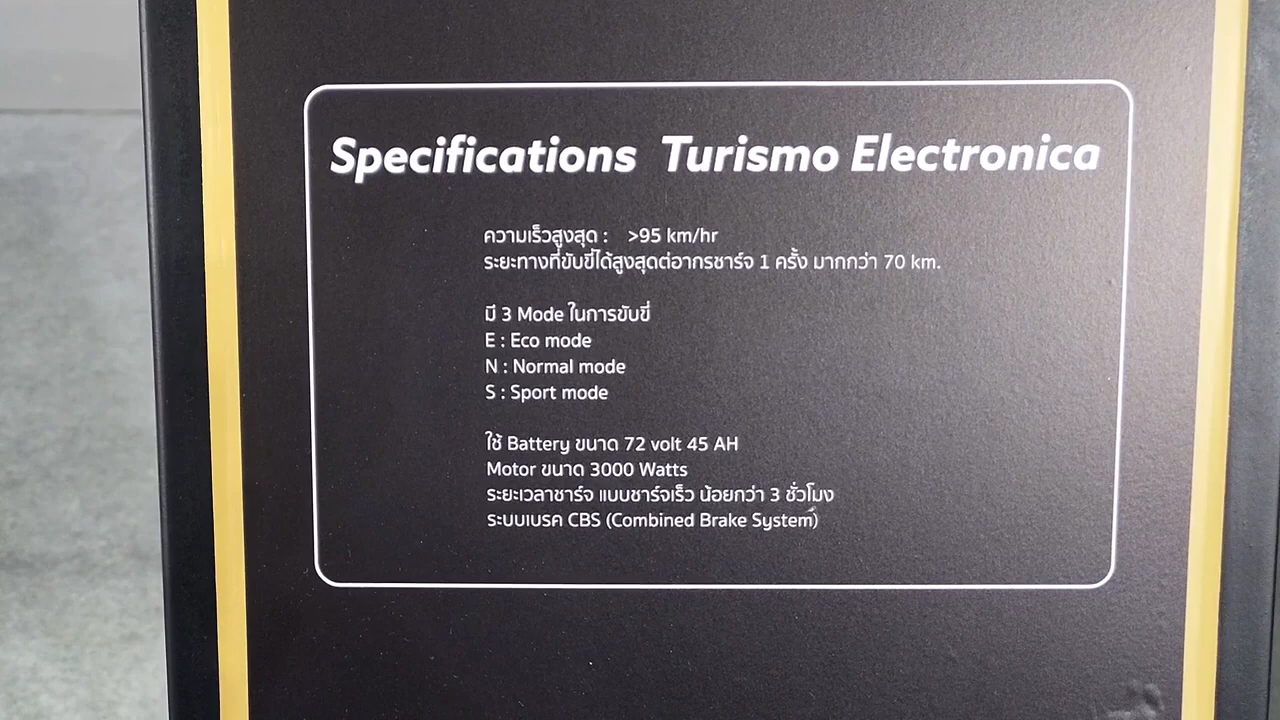 Specifications Turismo Electronica
ความเร็วสูงสุด : >95 km/hr
ระยะทางที่ขับขี่ได้สูงสุดต่อากรชาร์จ 1 ครั้ง มากกว่า 70 km.
มี 3 Mode ในการขับขี่
E : Eco mode
N : Normal mode
S : Sport mode
ใช้ Battery ขนาด 72 volt 45 AH
Motor ขนาด 3000 Watts
ระยะเวลาชาร์จ แบบชาร์จเร็ว น้อยกว่า 3 ชั่วโมง
ระบบเบรค CBS (Combined Brake System)